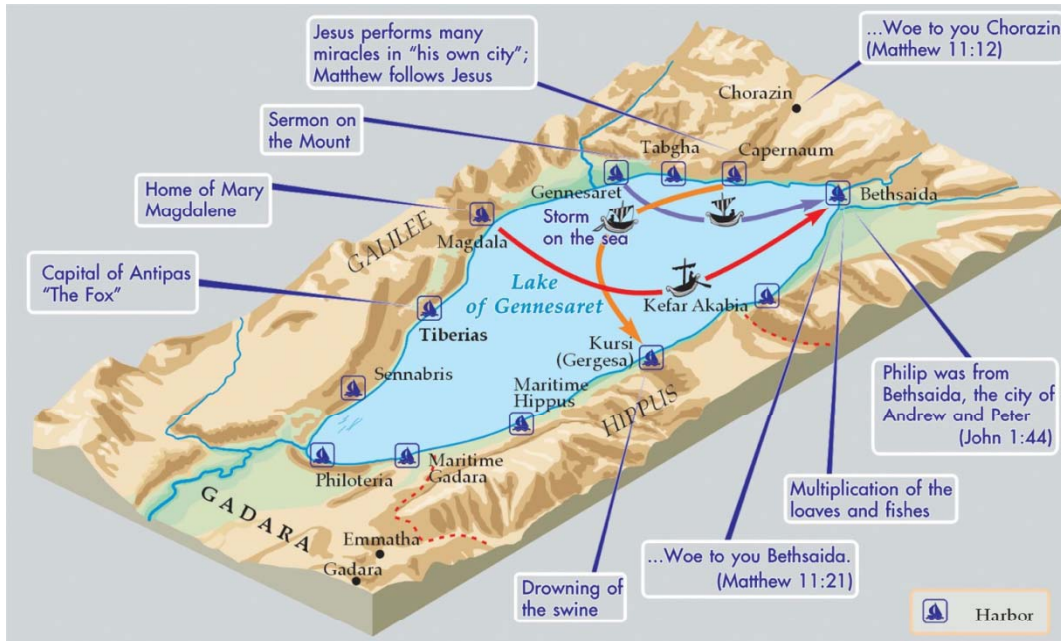 Jesus performs many
miracles in "his own city";
Matthew follows Jesus
...Woe to you Chorazin
(Matthew 11:12)
Chorazin
Sermon on
the Mount
Tabgha
Capernaum
Home of Mary
Magdalene
Gennesaret
Bethsaida
Storm
on the sea
GALILEE
Magdala
Capital of Antipas
"The Fox"
Lake
of Gennesaret
Kefar Akabia
Tiberias
Kursi
(Gergesa)
Sennabris
Maritime
Hippus
HIPPUS
Philip was from
Bethsaida, the city of
Andrew and Peter
(John 1:44)
Philoteria
Maritime
Gadara
Multiplication of the
loaves and fishes
GADARA
Emmatha
Gadara
...Woe to you Bethsaida.
(Matthew 11:21)
Drowning of
the swine
Harbor